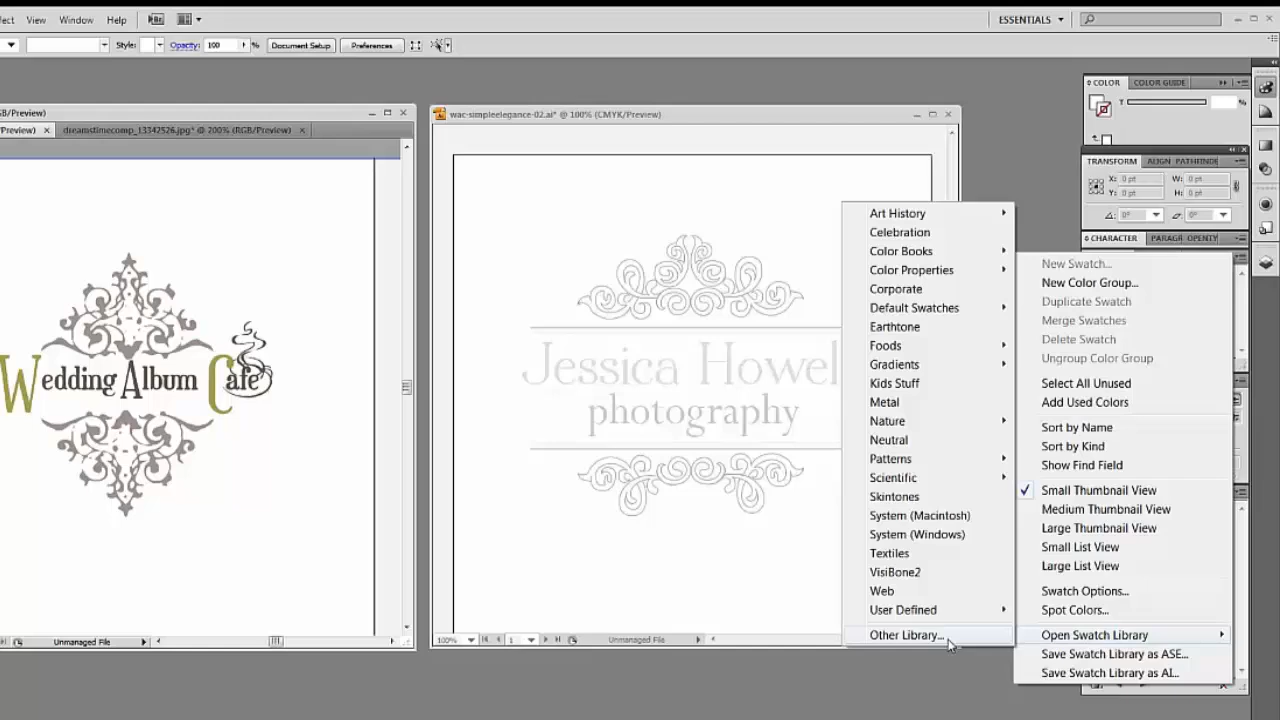 ect View Window Help Br ESSENTIALS
Style: Opacity: 100 % Document Setup Preferences
COLOR COLOR GUIDE
T %
B/Preview)
Preview) dreamstimecomp_13347526.jpg* @ 200% (RGB/Preview)
wac-simpleelegance-02.ai* @ 100% (CMYK/Preview)
TRANSFORM ALIGN PATHFINDE
X: 0 pt W: 0 pt
Y: 0 pt H: 0 pt
0° 0°
CHARACTER PARAGR OPENTY
Wedding Album Cafe
Jessica Howel
photography
Art History
Celebration
Color Books
Color Properties
Corporate
Default Swatches
Earthtone
Foods
Gradients
Kids Stuff
Metal
Nature
Neutral
Patterns
Scientific
Skintones
System (Macintosh)
System (Windows)
Textiles
VisiBone2
Web
User Defined
Other Library...
New Swatch...
New Color Group...
Duplicate Swatch
Merge Swatches
Delete Swatch
Ungroup Color Group
Select All Unused
Add Used Colors
Sort by Name
Sort by Kind
Show Find Field
Small Thumbnail View
Medium Thumbnail View
Large Thumbnail View
Small List View
Large List View
Swatch Options...
Spot Colors...
Open Swatch Library
Save Swatch Library as ASE...
Save Swatch Library as AI...
Unmanaged File
100% 1 Unmanaged File